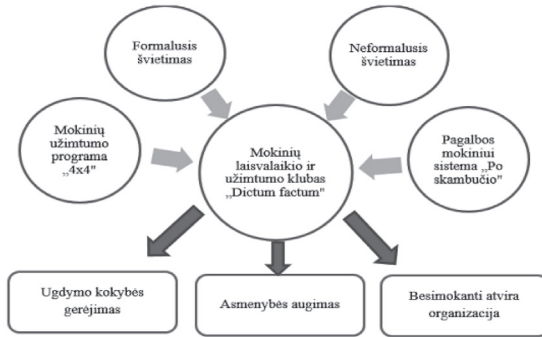 Formalusis
švietimas
Neformalusis
švietimas
Mokinių
užimtumo
programa
„4x4"
Mokinių
laisvalaikio ir
užimtumo klubas
„Dictum factum"
Pagalbos
mokiniui
sistema „Po
skambučio"
Ugdymo kokybės
gerėjimas
Asmenybės augimas
Besimokanti atvira
organizacija